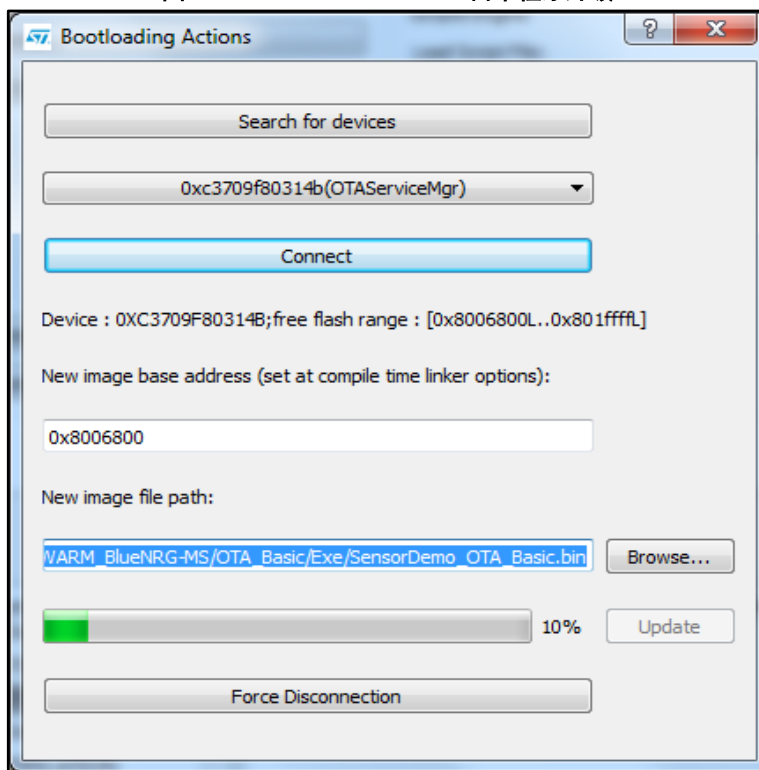 Bootloading Actions
Search for devices
0xc3709f80314b(OTAServiceMgr)
Connect
Device : 0XC3709F80314B;free flash range : [0x8006800L..0x801ffffL]
New image base address (set at compile time linker options):
0x8006800
New image file path:
WARM_BlueNRG-MS/OTA_Basic/Exe/SensorDemo_OTA_Basic.bin
Browse...
10%
Update
Force Disconnection